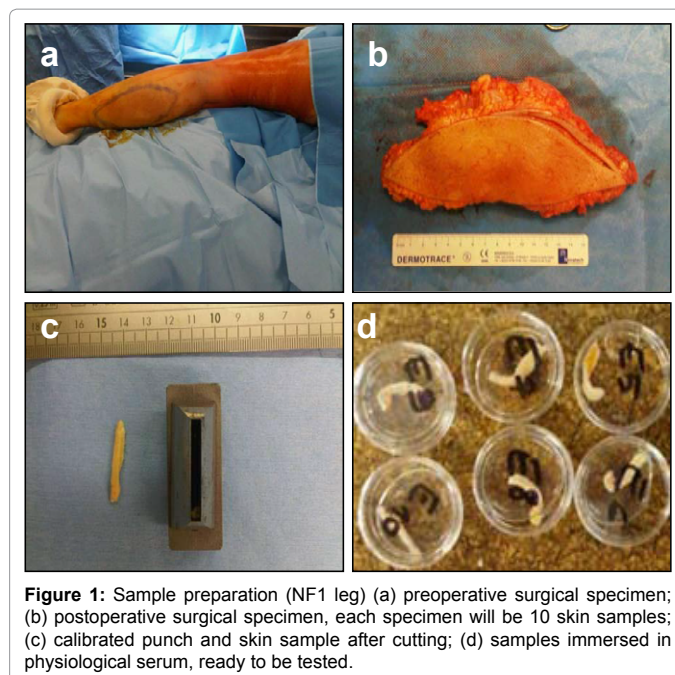 a
b
DERMOTRACE
c
16 15 14 13 12 11 10 9 8 7 6 5
d
Figure 1: Sample preparation (NF1 leg) (a) preoperative surgical specimen;
(b) postoperative surgical specimen, each specimen will be 10 skin samples;
(c) calibrated punch and skin sample after cutting; (d) samples immersed in
physiological serum, ready to be tested.